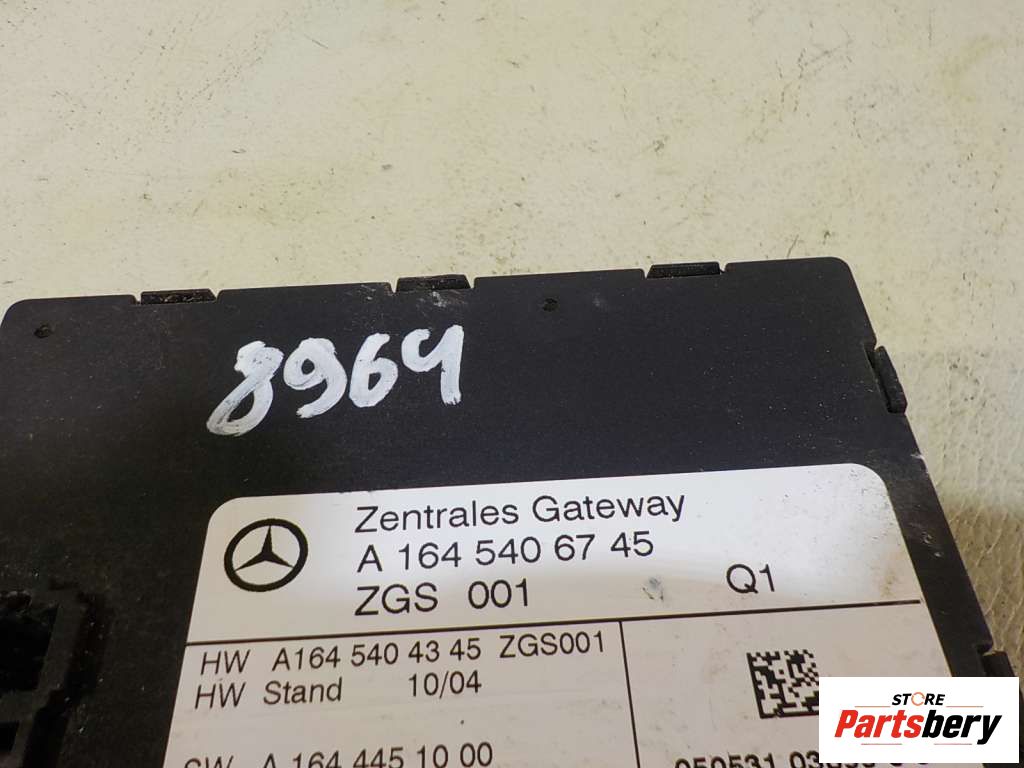 8964
Zentrales Gateway
A 164 540 67 45
ZGS 001 Q1
HW A164 540 43 45 ZGS001
HW Stand 10/04
SW A 164 445 10 00
STORE
Partsbery